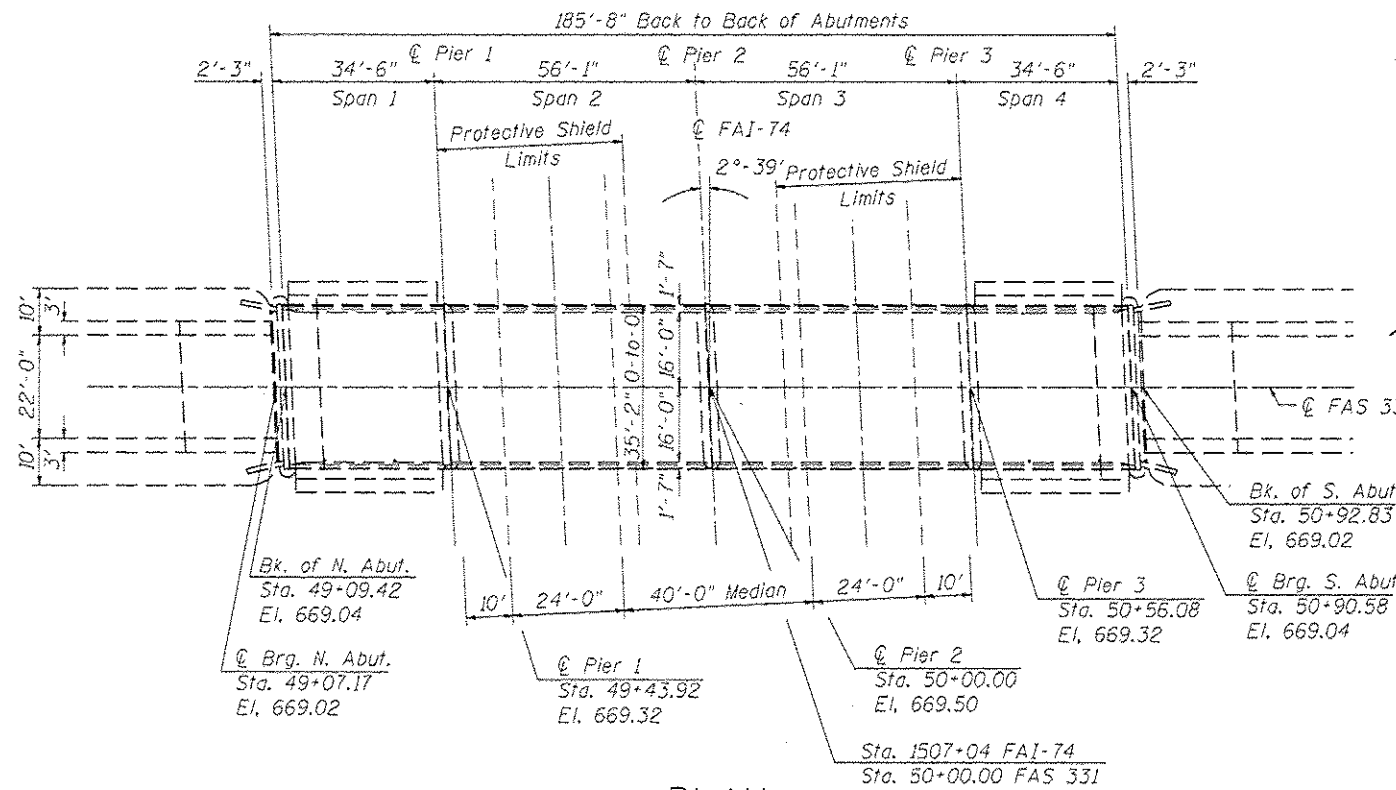 185'-8" Back to Back of Abutments
℄ Pier 1
℄ Pier 2
℄ Pier 3
2'-3"
34'-6"
56'-1"
56'-1"
34'-6"
2'-3"
Span 1
Span 2
Span 3
Span 4
Protective Shield
Limits
℄ FAI-74
2°-39'
Protective Shield
Limits
10'
3'
22'-0"
10'
3'
1'-7"
16'-0"
35'-2" O-to-O
16'-0"
1'-7"
℄ FAS 33
Bk. of N. Abut.
Sta. 49+09.42
El. 669.04
℄ Brg. N. Abut.
Sta. 49+07.17
El. 669.02
10'
24'-0"
40'-0" Median
24'-0"
10'
℄ Pier 1
Sta. 49+43.92
El. 669.32
℄ Pier 2
Sta. 50+00.00
El. 669.50
Sta. 1507+04 FAI-74
Sta. 50+00.00 FAS 331
℄ Pier 3
Sta. 50+56.08
El. 669.32
Bk. of S. Abut
Sta. 50+92.83
El. 669.02
℄ Brg. S. Abut
Sta. 50+90.58
El. 669.04